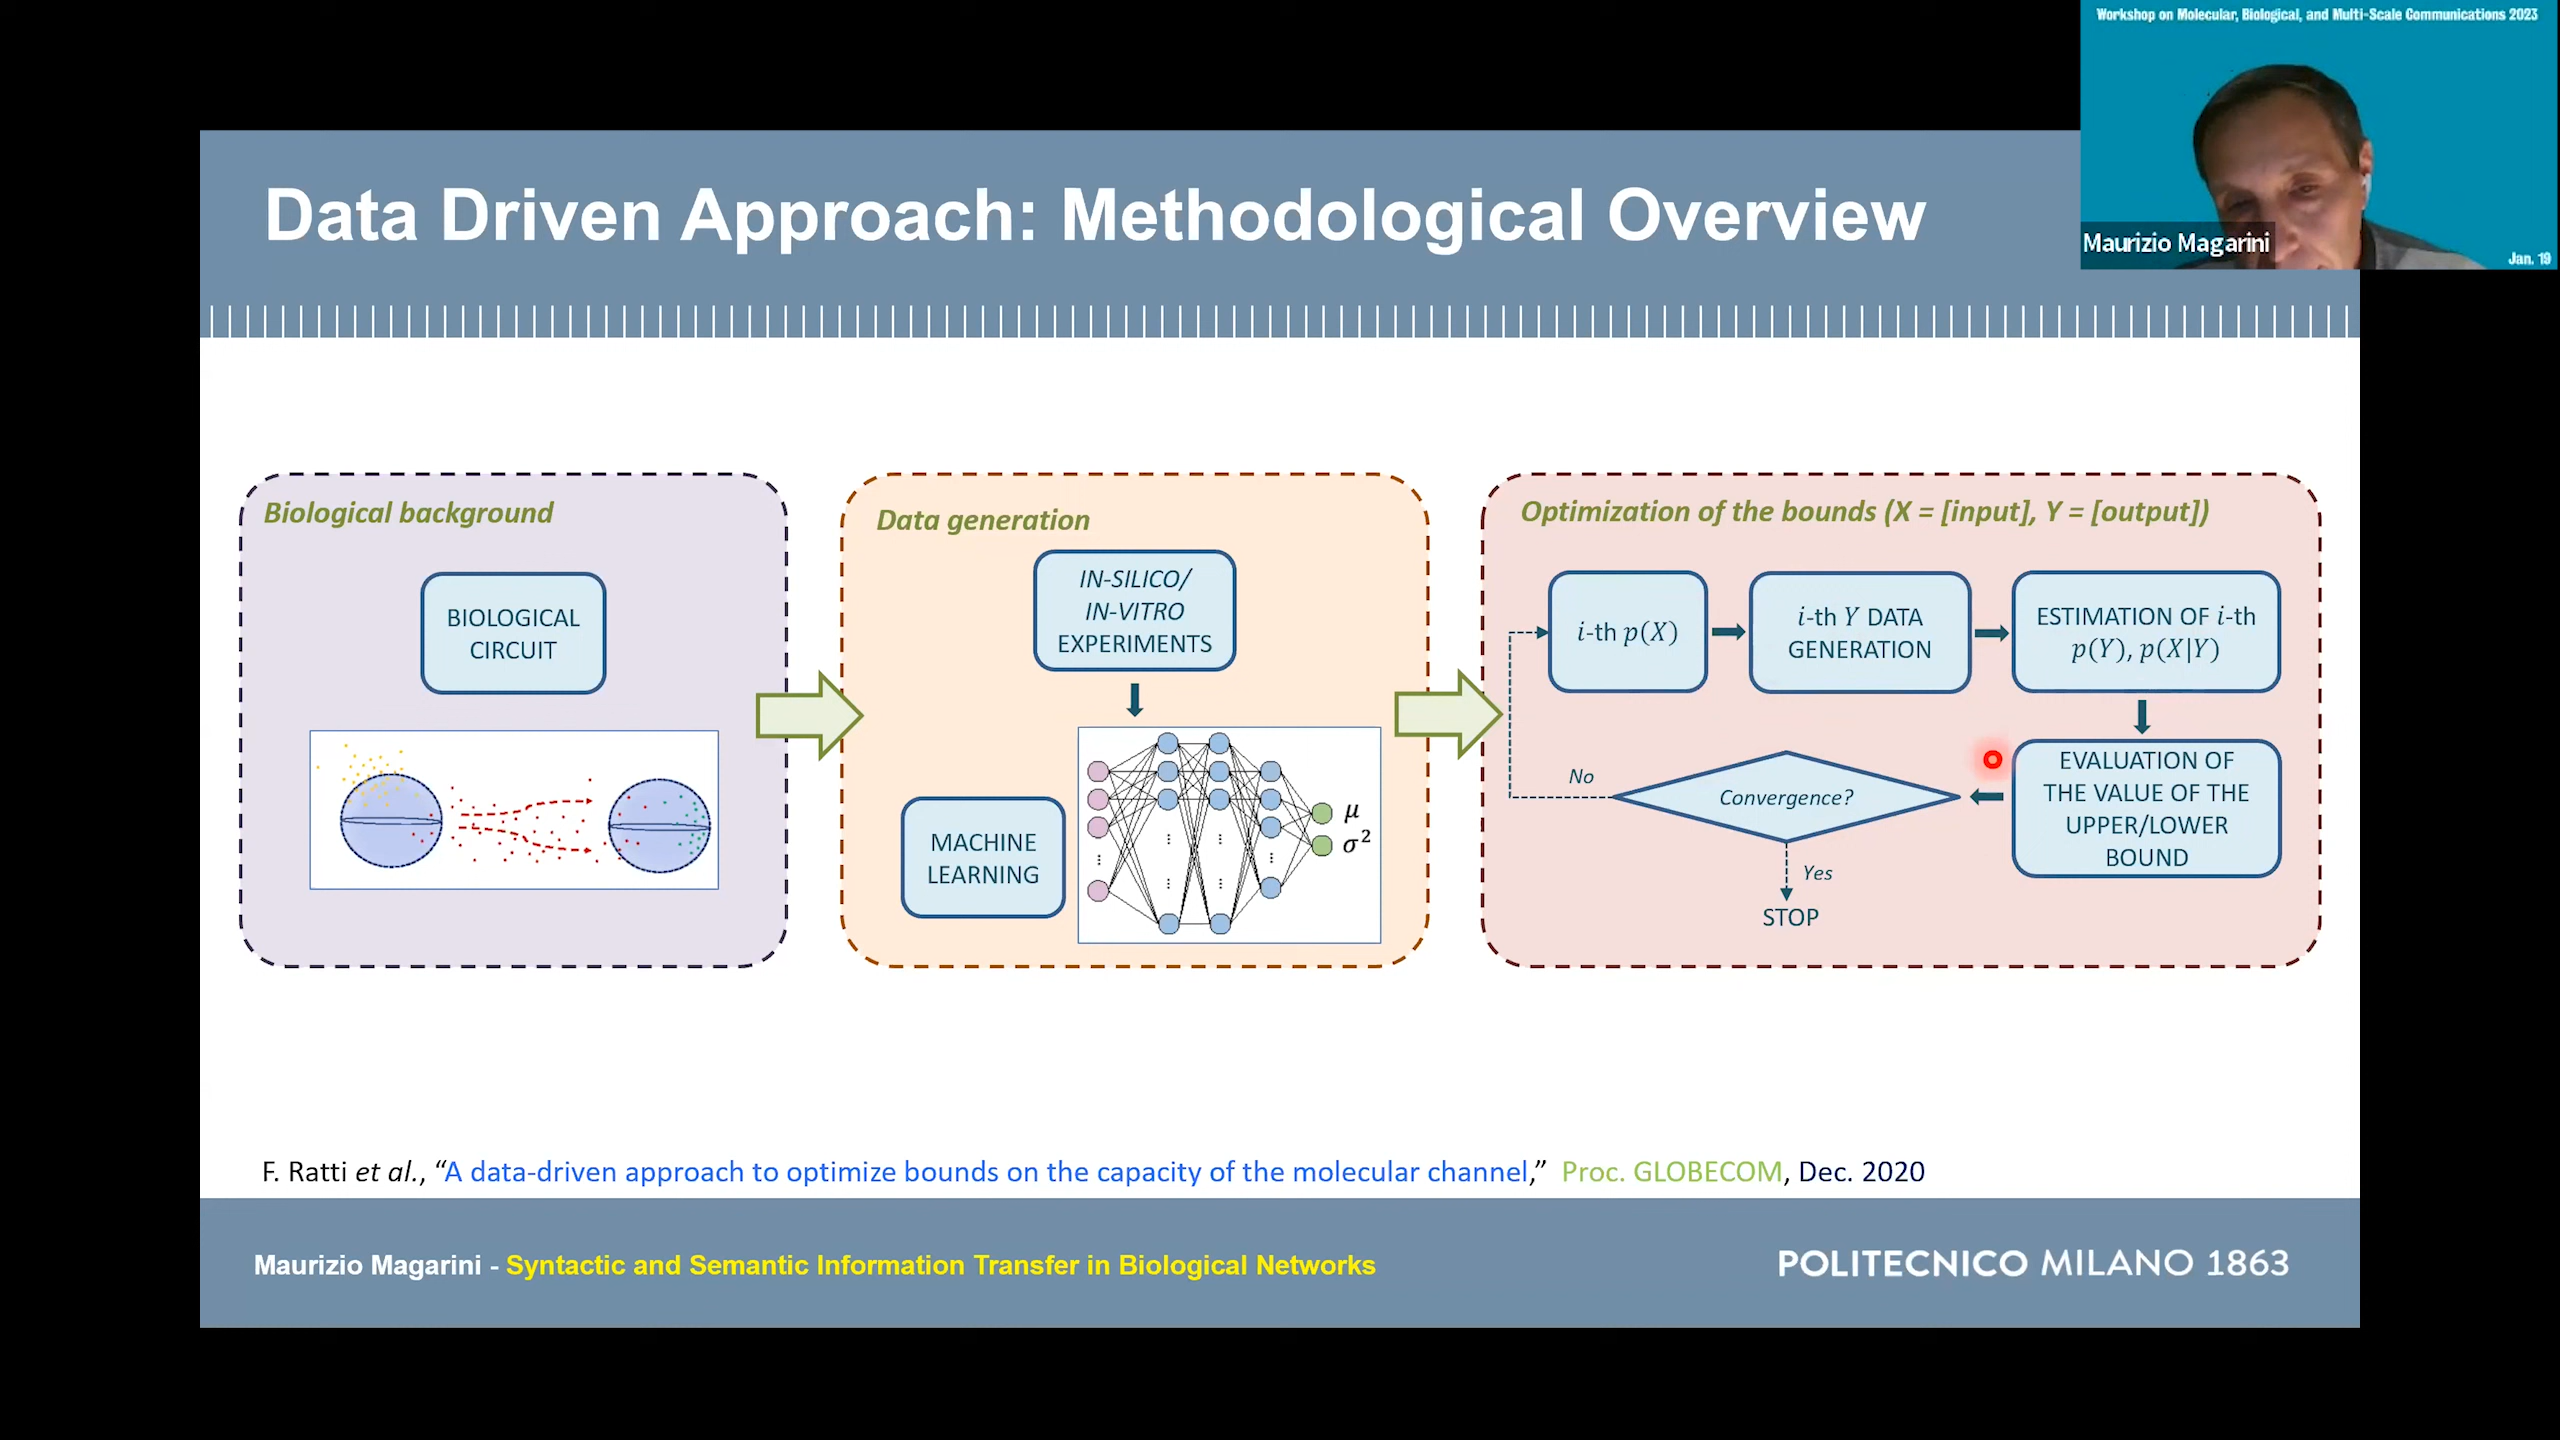 Workshop on Molecular, Biological, and Multi-Scale Communications 2023
Maurizio Magarini
Jan. 19
Data Driven Approach: Methodological Overview
Biological background
BIOLOGICAL
CIRCUIT
Data generation
IN-SILICO/
IN-VITRO
EXPERIMENTS
MACHINE
LEARNING
μ
σ²
Optimization of the bounds (X = [input], Y = [output])
i-th p(X)
i-th Y DATA
GENERATION
ESTIMATION OF i-th
p(Y), p(X|Y)
EVALUATION OF
THE VALUE OF THE
UPPER/LOWER
BOUND
Convergence?
No
Yes
STOP
F. Ratti et al., “A data-driven approach to optimize bounds on the capacity of the molecular channel,” Proc. GLOBECOM, Dec. 2020
Maurizio Magarini - Syntactic and Semantic Information Transfer in Biological Networks
POLITECNICO MILANO 1863